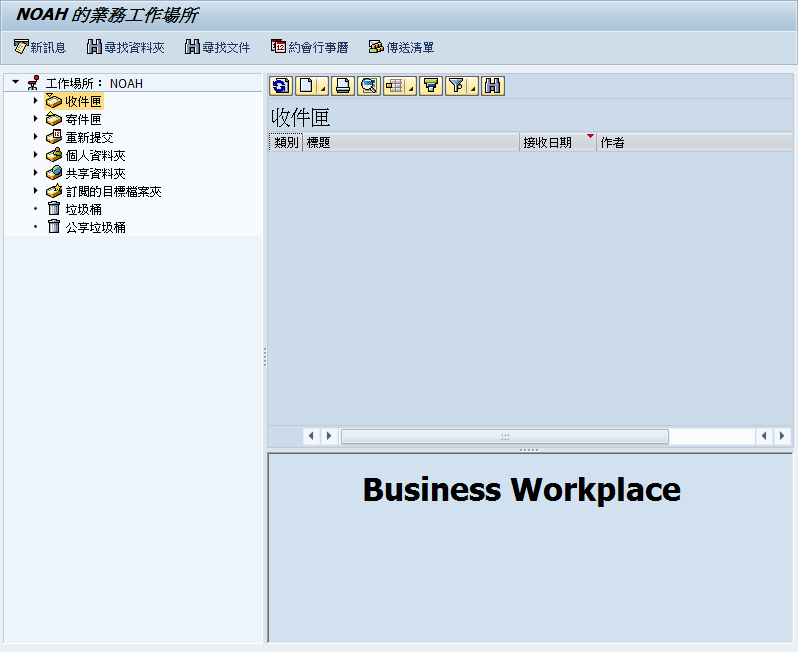 NOAH 的業務工作場所
新訊息 尋找資料夾 尋找文件 約會行事曆 傳送清單
工作場所： NOAH
收件匣
寄件匣
重新提交
個人資料夾
共享資料夾
訂閱的目標檔案夾
垃圾桶
公享垃圾桶
收件匣
類別 標題 接收日期 作者
Business Workplace